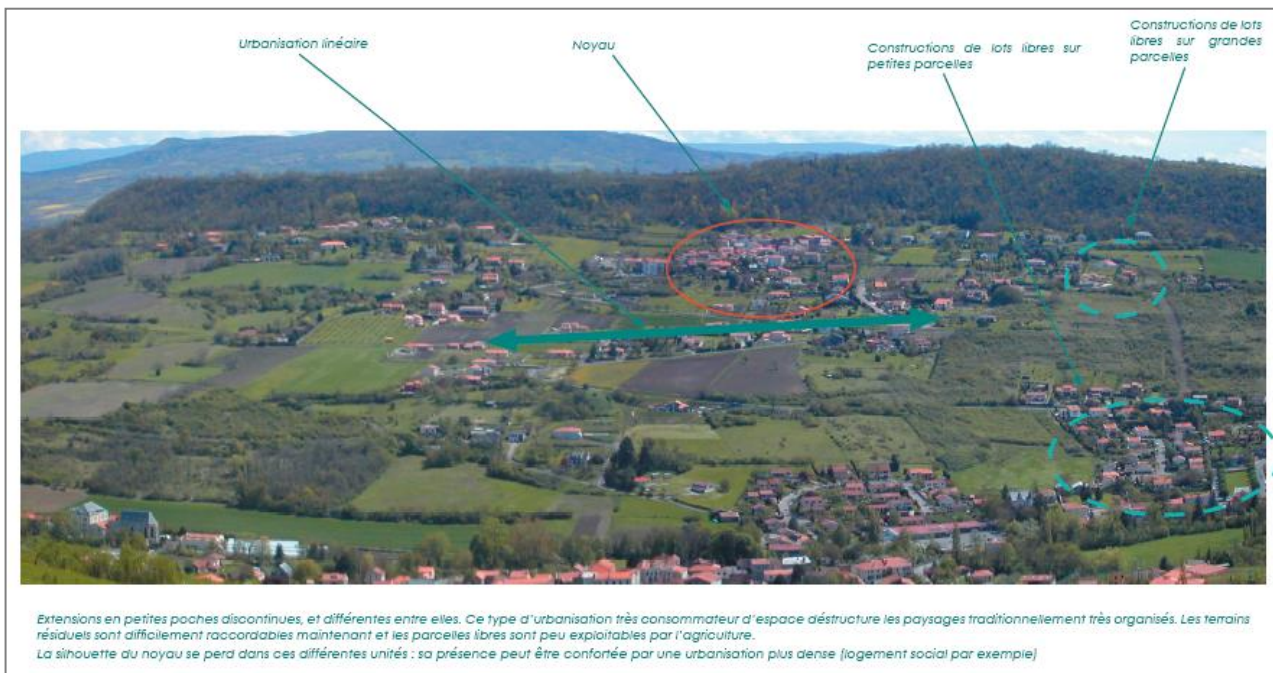 Urbanisation linéaire
Noyau
Constructions de lots libres sur
petites parcelles
Constructions de lots
libres sur grandes
parcelles
Extensions en petites poches discontinues, et différentes entre elles. Ce type d'urbanisation très consommateur d'espace déstructure les paysages traditionnellement très organisés. Les terrains
résiduels sont difficilement raccordables maintenant et les parcelles libres sont peu exploitables par l'agriculture.
La silhouette du noyau se perd dans ces différentes unités : sa présence peut être confortée par une urbanisation plus dense (logement social par exemple)